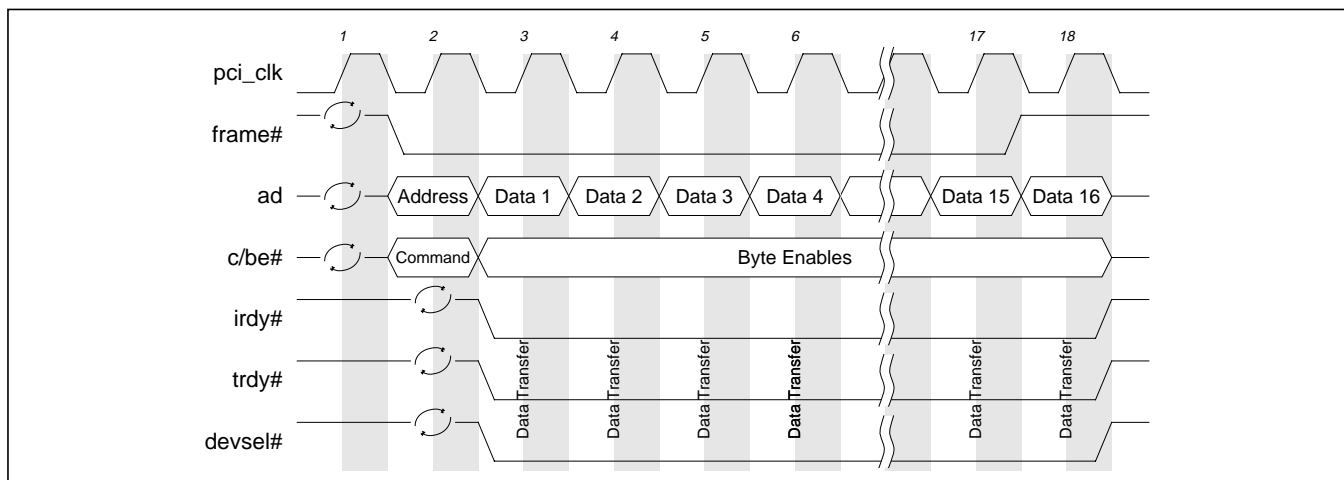 1 2 3 4 5 6 17 18
pci_clk
frame#
ad Address Data 1 Data 2 Data 3 Data 4 Data 15 Data 16
c/be# Command Byte Enables
irdy#
trdy#
devsel#
Data Transfer
Data Transfer
Data Transfer
Data Transfer
Data Transfer
Data Transfer